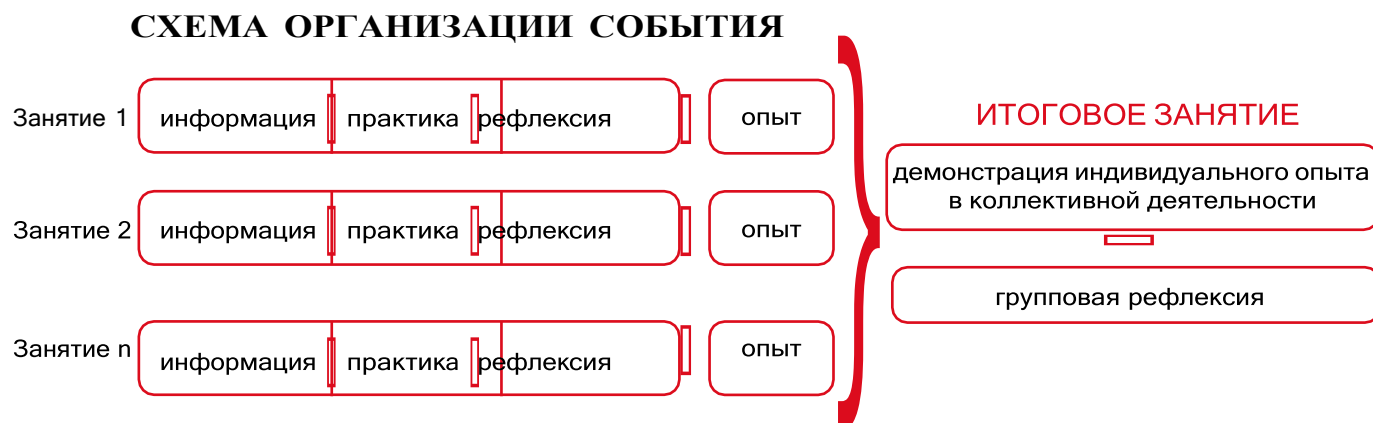 СХЕМА ОРГАНИЗАЦИИ СОБЫТИЯ
Занятие 1 информация практика рефлексия опыт
Занятие 2 информация практика рефлексия опыт
Занятие n информация практика рефлексия опыт
ИТОГОВОЕ ЗАНЯТИЕ
демонстрация индивидуального опыта
в коллективной деятельности
групповая рефлексия